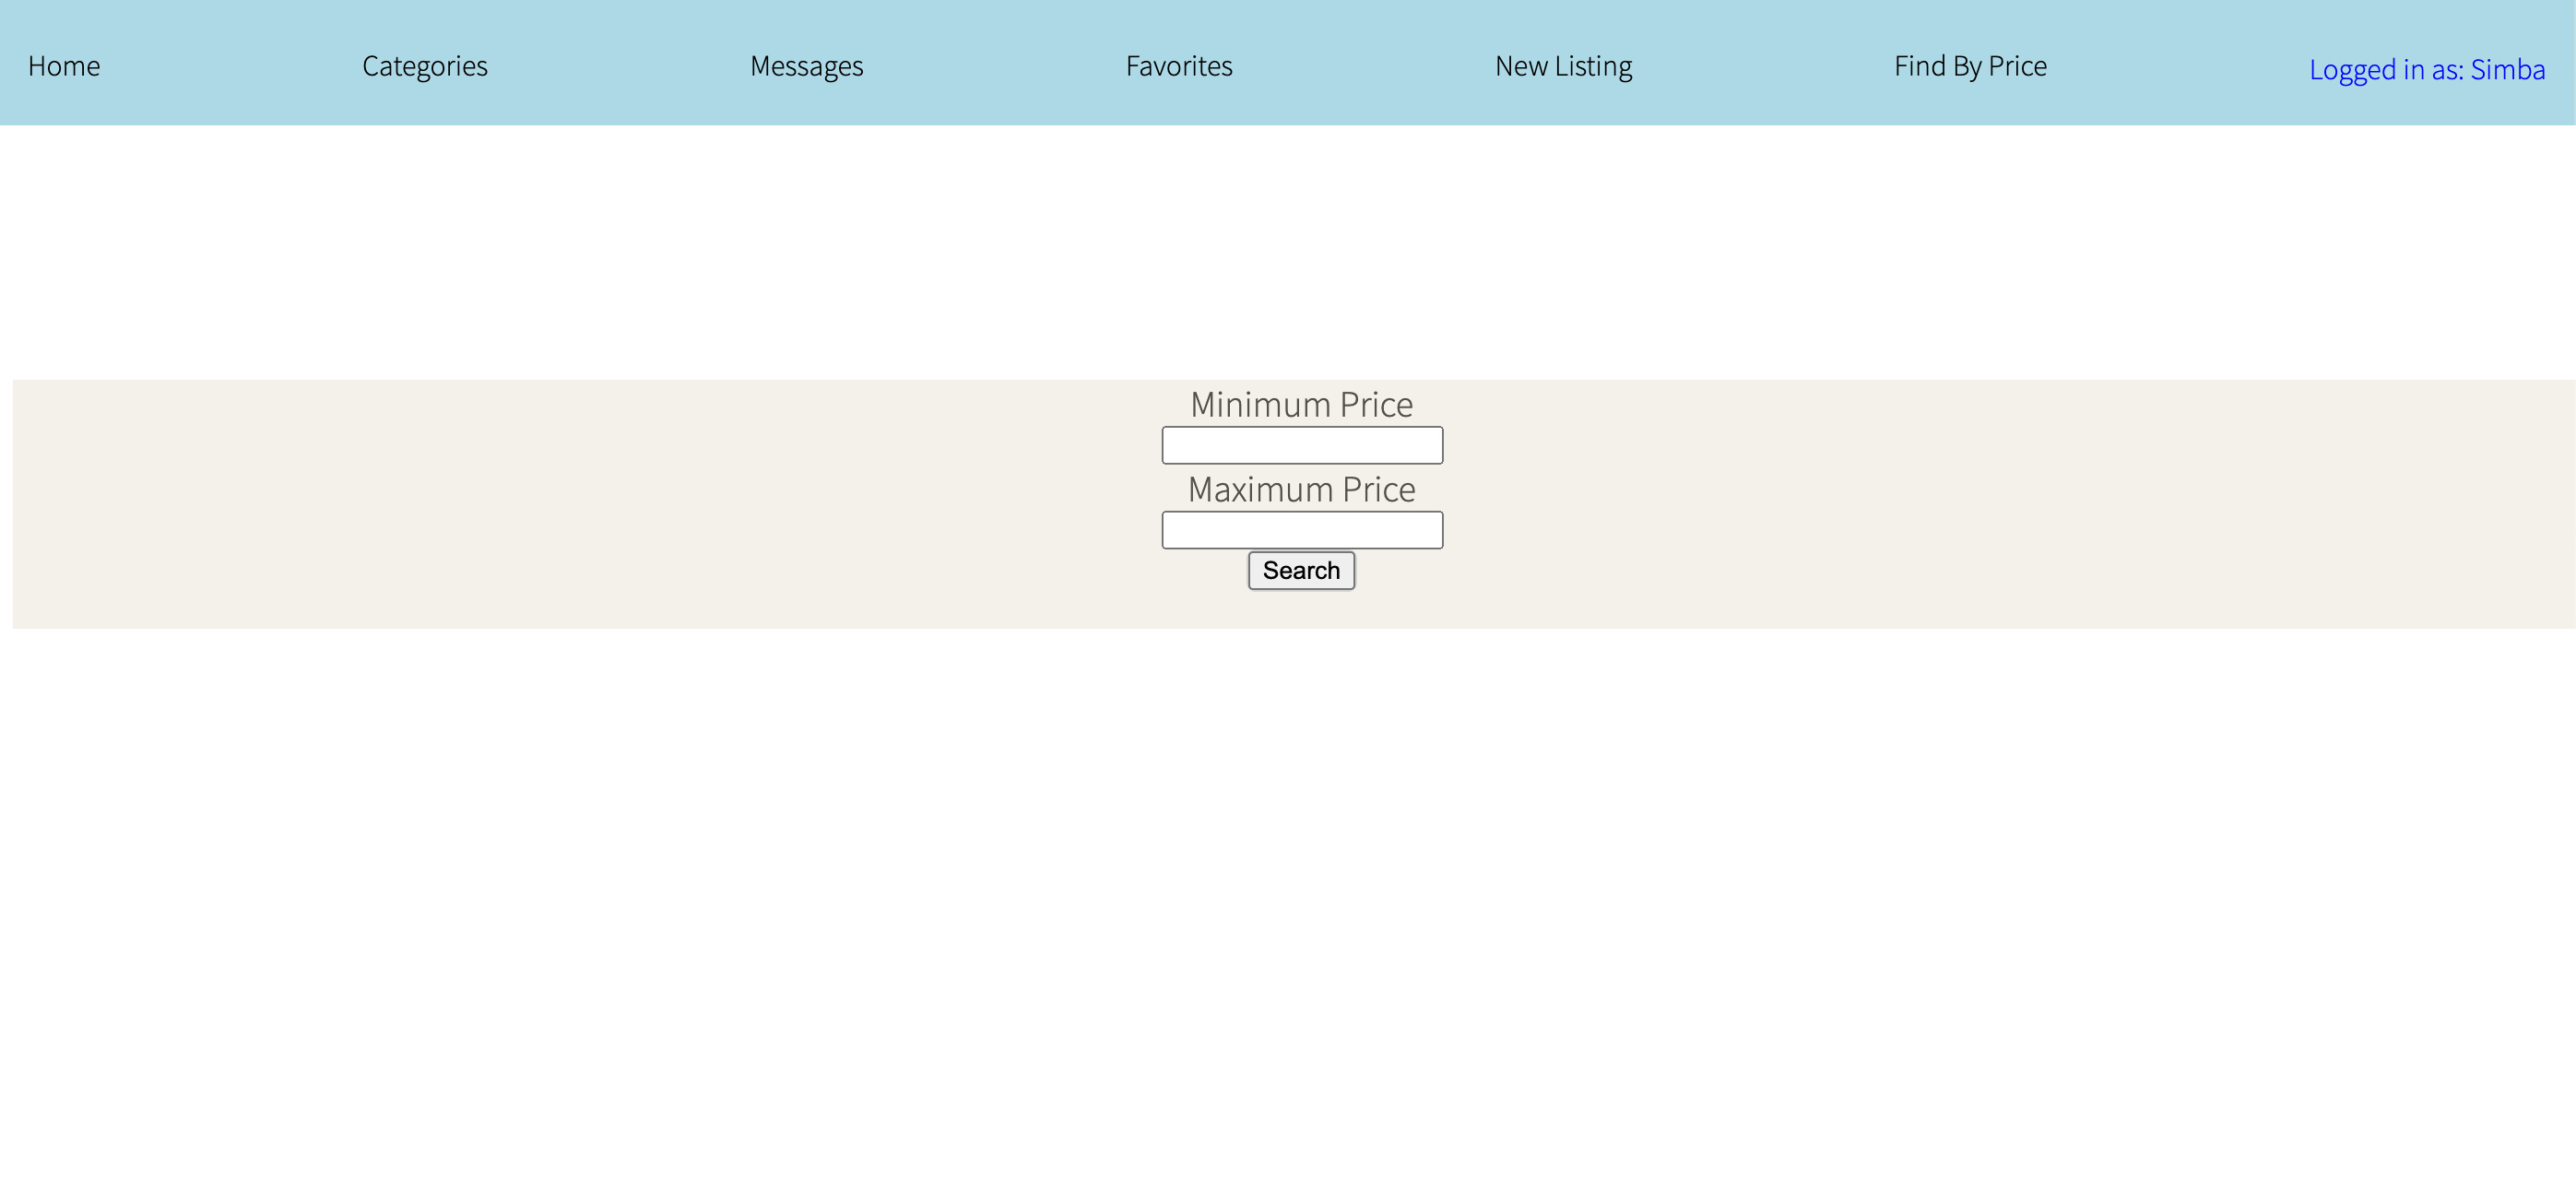 Home Categories Messages Favorites New Listing Find By Price Logged in as: Simba
Minimum Price
Maximum Price
Search